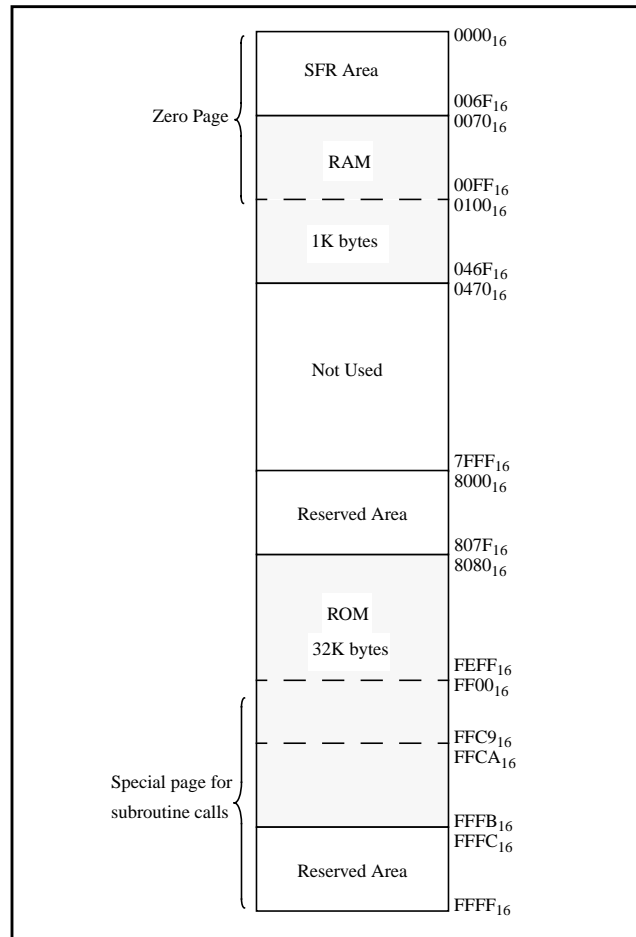 0000₁₆
SFR Area
006F₁₆
Zero Page
0070₁₆
RAM
00FF₁₆
0100₁₆
1K bytes
046F₁₆
0470₁₆
Not Used
7FFF₁₆
8000₁₆
Reserved Area
807F₁₆
8080₁₆
ROM
32K bytes
FEFF₁₆
FF00₁₆
FFC9₁₆
FFCA₁₆
Special page for
subroutine calls
FFFB₁₆
FFFC₁₆
Reserved Area
FFFF₁₆